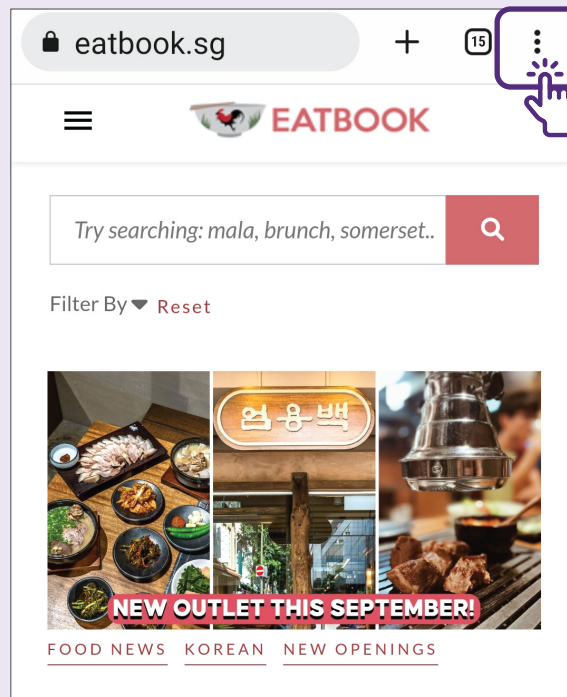 eatbook.sg
15
EATBOOK
Try searching: mala, brunch, somerset..
Filter By Reset
엄용백
NEW OUTLET THIS SEPTEMBER!
FOOD NEWS KOREAN NEW OPENINGS